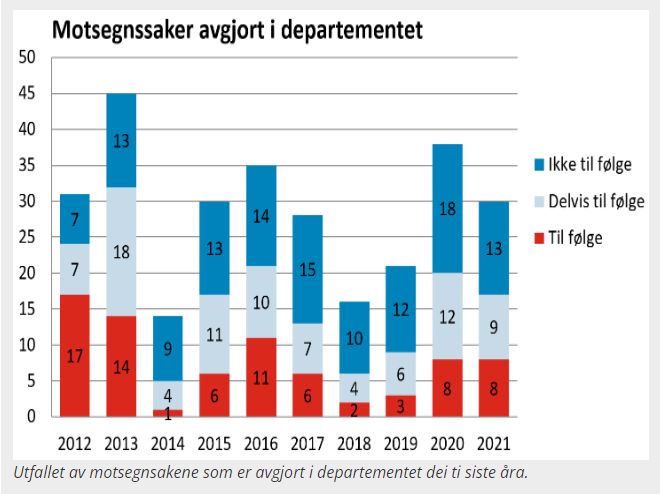 Motsegnssaker avgjort i departementet
50
45
40
35
30
25
20
15
10
5
0
7 13 9 13 14 15 10 12 18 13
7 18 4 11 10 7 4 6 12 9
17 14 1 6 11 6 2 3 8 8
2012 2013 2014 2015 2016 2017 2018 2019 2020 2021
Ikke til følge
Delvis til følge
Til følge
Utfallet av motsegnsakene som er avgjort i departementet dei ti siste åra.